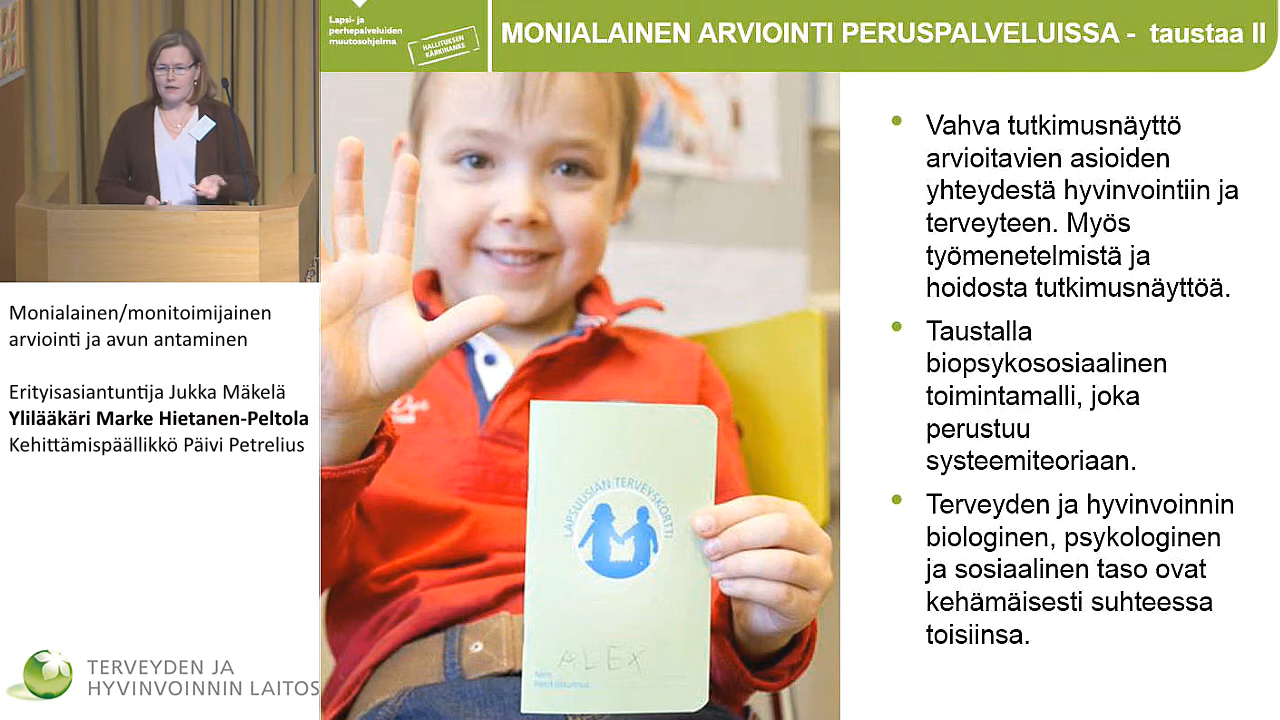 Lapsi- ja
perhepalveluiden
muutosohjelma
HALLITUKSEN
KÄRKIHANKE
MONIALAINEN ARVIOINTI PERUSPALVELUISSA - taustaa II
Vahva tutkimusnäyttö
arvioitavien asioiden
yhteydestä hyvinvointiin ja
terveyteen. Myös
työmenetelmistä ja
hoidosta tutkimusnäyttöä.
Taustalla
biopsykososiaalinen
toimintamalli, joka
perustuu
systeemiteoriaan.
Terveyden ja hyvinvoinnin
biologinen, psykologinen
ja sosiaalinen taso ovat
kehämäisesti suhteessa
toisiinsa.
LAPSUUSIÄN TERVEYSKORTTI
ALEX
Nimi
Monialainen/monitoimijainen
arviointi ja avun antaminen
Erityisasiantuntija Jukka Mäkelä
Ylilääkäri Marke Hietanen-Peltola
Kehittämispäällikkö Päivi Petrelius
TERVEYDEN JA
HYVINVOINNIN LAITOS